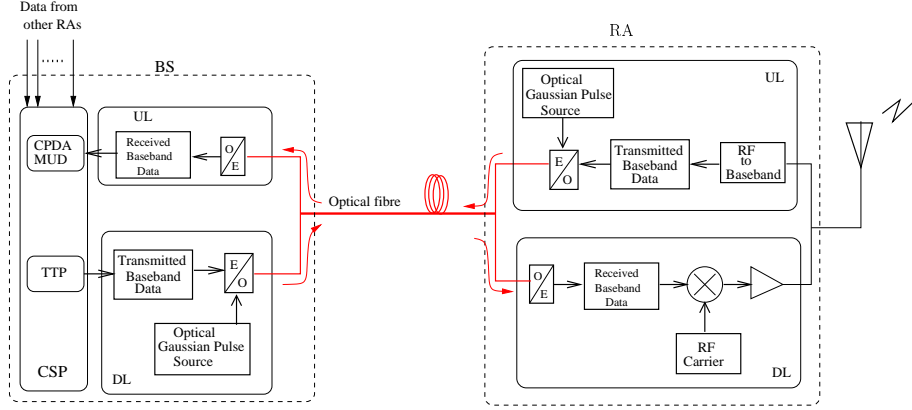 Data from
other RAs
BS
CPDA
MUD
TTP
CSP
UL
Received
Baseband
Data
O
E
Transmitted
Baseband
Data
E
O
Optical
Gaussian Pulse
Source
DL
Optical fibre
RA
UL
Optical
Gaussian Pulse
Source
E
O
Transmitted
Baseband
Data
RF
to
Baseband
O
E
Received
Baseband
Data
RF
Carrier
DL